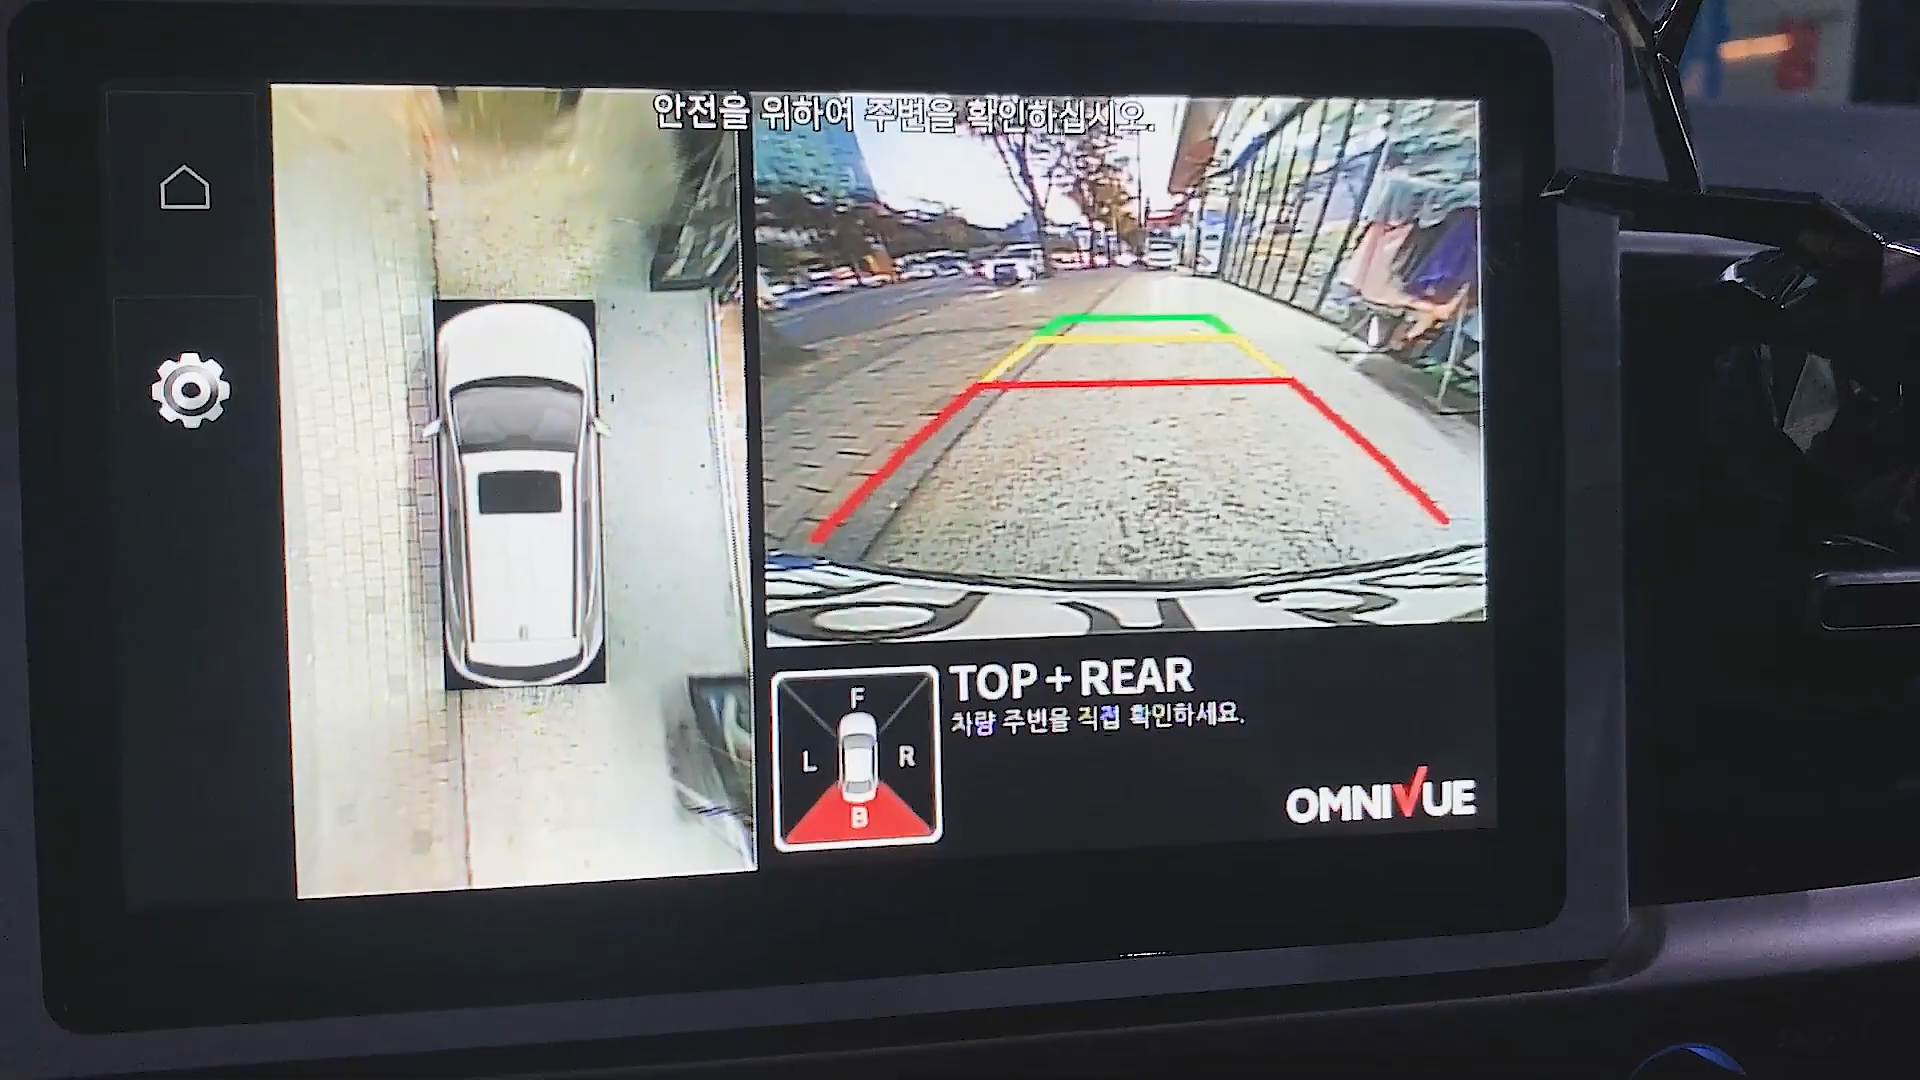 안전을 위하여 주변을 확인하십시오.
F
L
R
B
TOP+REAR
차량 주변을 직접 확인하세요.
OMNIVUE